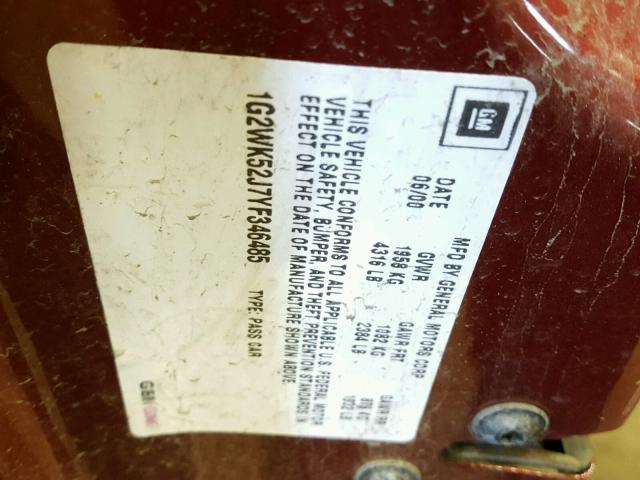 GM
MFD BY GENERAL MOTORS CORP
DATE GVWR GAWR FRT GAWR RR
06/00 1958 KG 1082 KG
4316 LB 2384 LB
THIS VEHICLE CONFORMS TO ALL APPLICABLE U.S. FEDERAL MOTOR
VEHICLE SAFETY, BUMPER, AND THEFT PREVENTION STANDARDS IN
EFFECT ON THE DATE OF MANUFACTURE SHOWN ABOVE.
1G2WK52J7YF346465 TYPE: PASS CAR